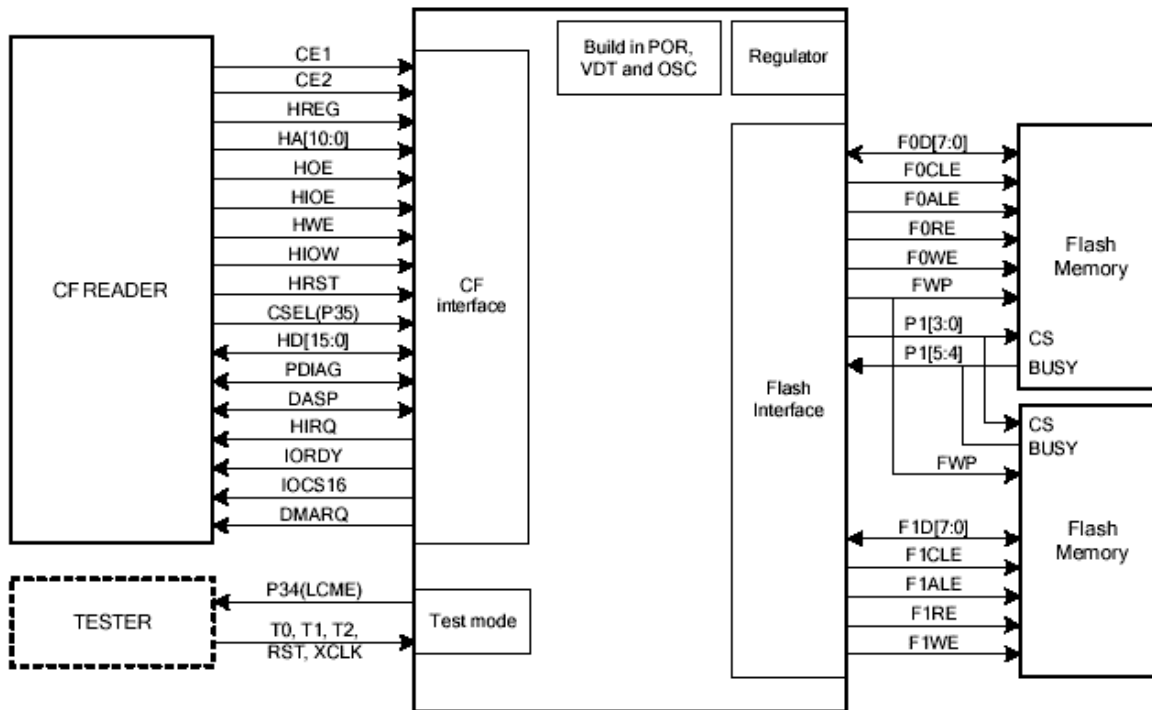 CF READER
CE1
CE2
HREG
HA[10:0]
HOE
HIOE
HWE
HIOW
HRST
CSEL(P35)
HD[15:0]
PDIAG
DASP
HIRQ
IORDY
IOCS16
DMARQ
CF
interface
TESTER
P34(LCME)
T0, T1, T2,
RST, XCLK
Test mode
Build in POR,
VDT and OSC
Regulator
Flash
Interface
F0D[7:0]
F0CLE
F0ALE
F0RE
F0WE
FWP
P1[3:0]
P1[5:4]
Flash
Memory
CS
BUSY
CS
BUSY
FWP
Flash
Memory
F1D[7:0]
F1CLE
F1ALE
F1RE
F1WE